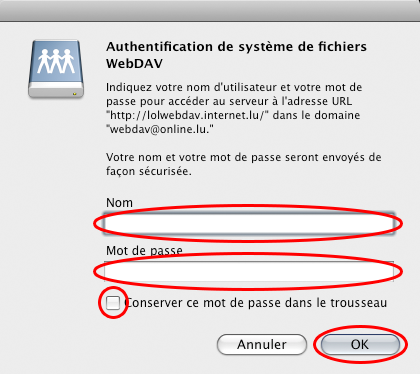 Authentification de système de fichiers
WebDAV
Indiquez votre nom d'utilisateur et votre mot de
passe pour accéder au serveur à l'adresse URL
"http://lolwebdav.internet.lu/" dans le domaine
"webdav@online.lu."
Votre nom et votre mot de passe seront envoyés de
façon sécurisée.
Nom
Mot de passe
Conserver ce mot de passe dans le trousseau
Annuler
OK